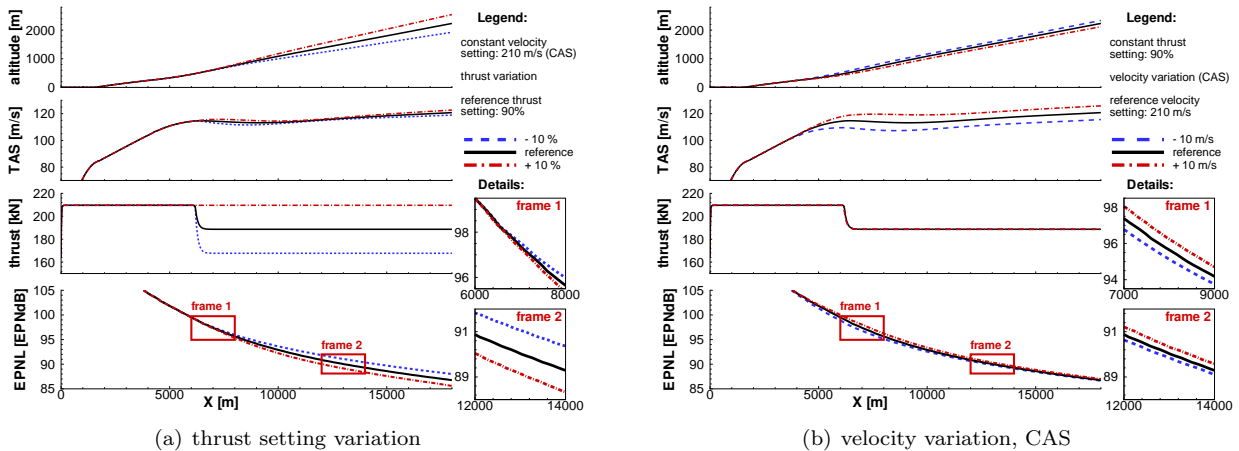 altitude [m]
2000
1000
0
Legend:
constant velocity
setting: 210 m/s (CAS)
thrust variation
TAS [m/s]
120
100
80
reference thrust
setting: 90%
- 10 %
reference
+ 10 %
thrust [kN]
220
200
180
160
Details:
frame 1
98
96
6000
8000
EPNL [EPNdB]
105
100
95
90
85
frame 1
frame 2
0
5000
10000
15000
X [m]
frame 2
91
89
12000
14000
(a) thrust setting variation
altitude [m]
2000
1000
0
Legend:
constant thrust
setting: 90%
velocity variation (CAS)
TAS [m/s]
120
100
80
reference velocity
setting: 210 m/s
- 10 m/s
reference
+ 10 m/s
thrust [kN]
220
200
180
160
Details:
frame 1
98
96
94
7000
9000
EPNL [EPNdB]
105
100
95
90
85
frame 1
frame 2
0
5000
10000
15000
X [m]
frame 2
91
89
12000
14000
(b) velocity variation, CAS